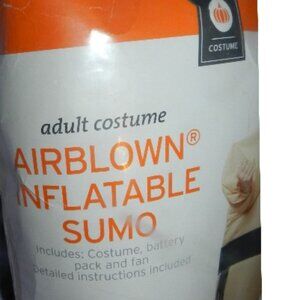 COSTUME
adult costume
AIRBLOWN®
INFLATABLE
SUMO
Includes: Costume, battery
pack and fan
Detailed instructions included